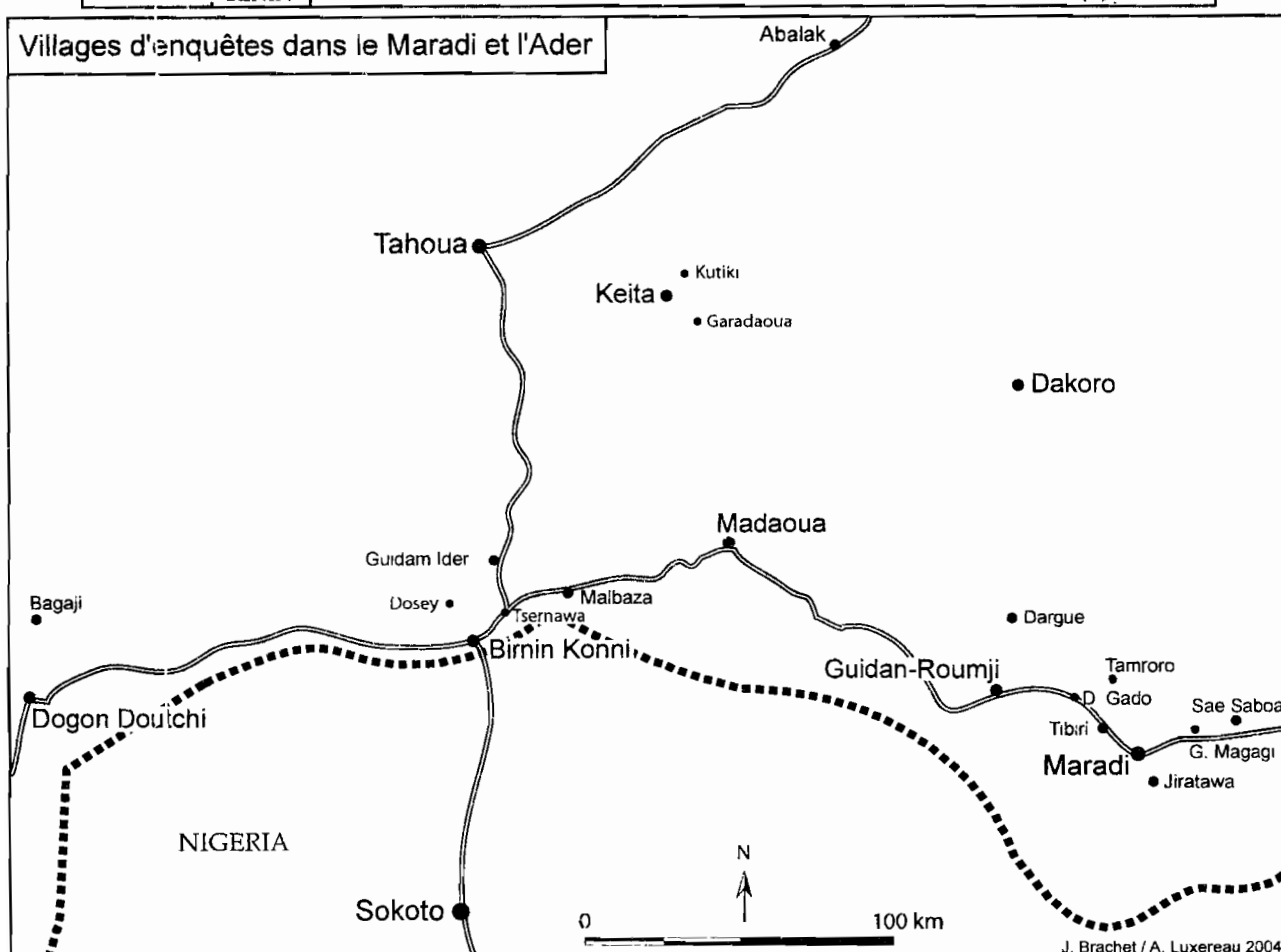 Villages d'enquêtes dans le Maradi et l'Ader
Abalak
Tahoua
Kutiki
Keita
Garadaoua
Dakoro
Madaoua
Guidam Ider
Dosey
Malbaza
Bagaji
Tsernawa
Dargue
Birnin Konni
Guidan-Roumji
Tamroro
D. Gado
Sae Saboa
Dogon Doutchi
Tibiri
G. Magagi
Maradi
Jiratawa
NIGERIA
N
Sokoto
0 100 km
J. Brachet / A. Luxereau 2004